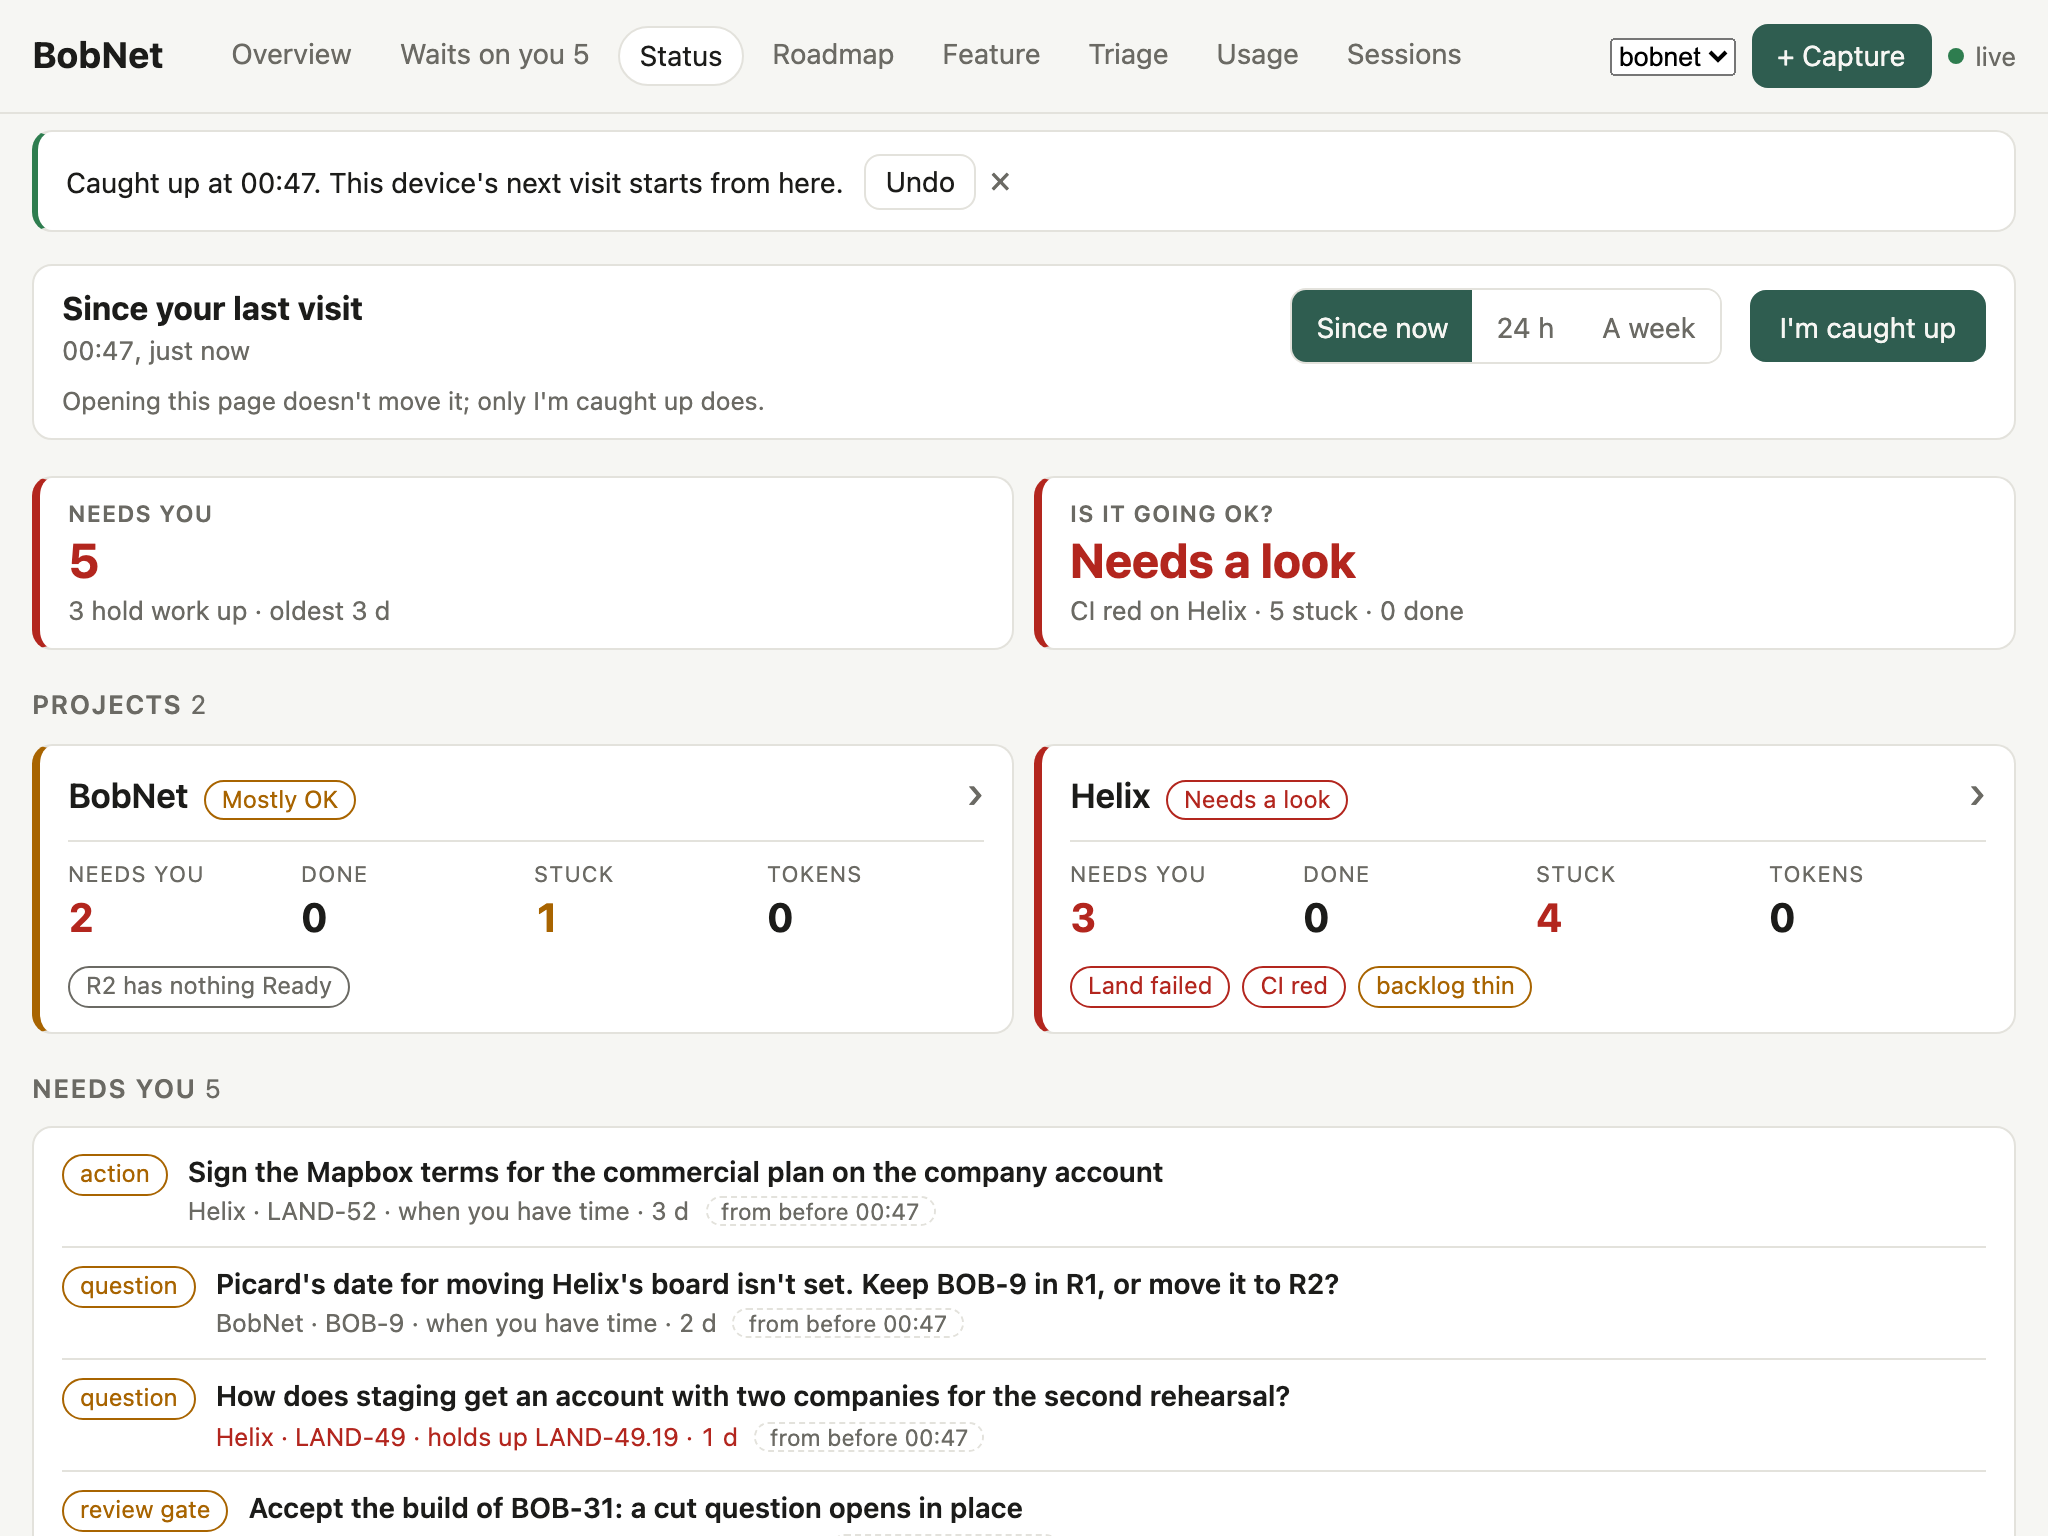 BobNet Overview Waits on you 5 Status Roadmap Feature Triage Usage Sessions bobnet + Capture live
Caught up at 00:47. This device's next visit starts from here. Undo ×
Since your last visit
00:47, just now
Opening this page doesn't move it; only I'm caught up does.
Since now 24 h A week I'm caught up
NEEDS YOU
5
3 hold work up · oldest 3 d
IS IT GOING OK?
Needs a look
CI red on Helix · 5 stuck · 0 done
PROJECTS 2
BobNet Mostly OK ›
NEEDS YOU DONE STUCK TOKENS
2 0 1 0
R2 has nothing Ready
Helix Needs a look ›
NEEDS YOU DONE STUCK TOKENS
3 0 4 0
Land failed CI red backlog thin
NEEDS YOU 5
action Sign the Mapbox terms for the commercial plan on the company account
Helix · LAND-52 · when you have time · 3 d from before 00:47
question Picard's date for moving Helix's board isn't set. Keep BOB-9 in R1, or move it to R2?
BobNet · BOB-9 · when you have time · 2 d from before 00:47
question How does staging get an account with two companies for the second rehearsal?
Helix · LAND-49 · holds up LAND-49.19 · 1 d from before 00:47
review gate Accept the build of BOB-31: a cut question opens in place